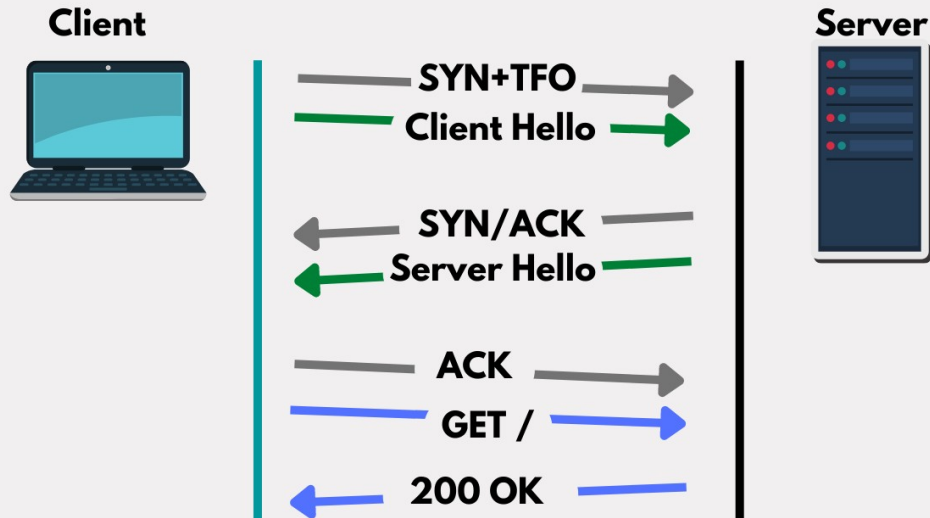 Client
Server
SYN+TFO
Client Hello
SYN/ACK
Server Hello
ACK
GET /
200 OK